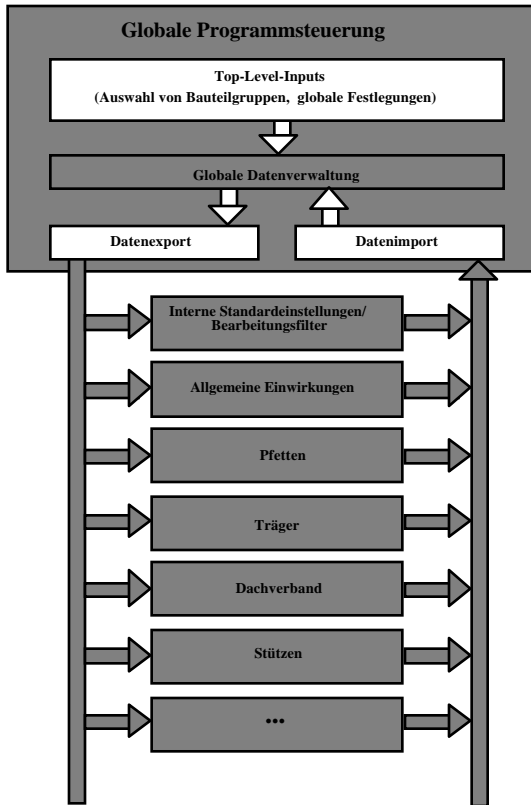 Globale Programmsteuerung
Top-Level-Inputs
(Auswahl von Bauteilgruppen, globale Festlegungen)
Globale Datenverwaltung
Datenexport
Datenimport
Interne Standardeinstellungen/
Bearbeitungsfilter
Allgemeine Einwirkungen
Pfetten
Träger
Dachverband
Stützen
•••